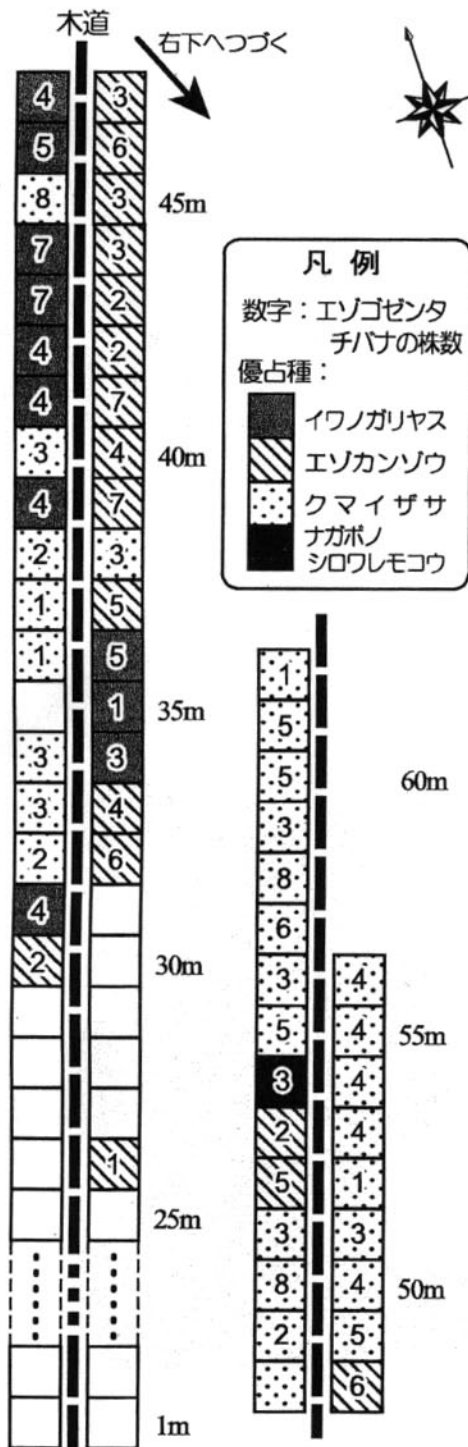 木道
右下へつづく
4 3
5 6
8 3 45m
7 3
7 2
4 2
4 7
3 4 40m
4 7
2 3
1 5
1 5
1 35m
3 3
3 4
2 6
4
2 30m
1
25m
1m
凡 例
数字：エゾゴゼンタ
チバナの株数
優占種：
イワノガリヤス
エゾカンゾウ
クマイザサ
ナガボノ
シロワレモコウ
1
5
5 60m
3
8
6
3 4
5 4 55m
3 4
2 4
5 1
3 3
8 4 50m
2 5
6